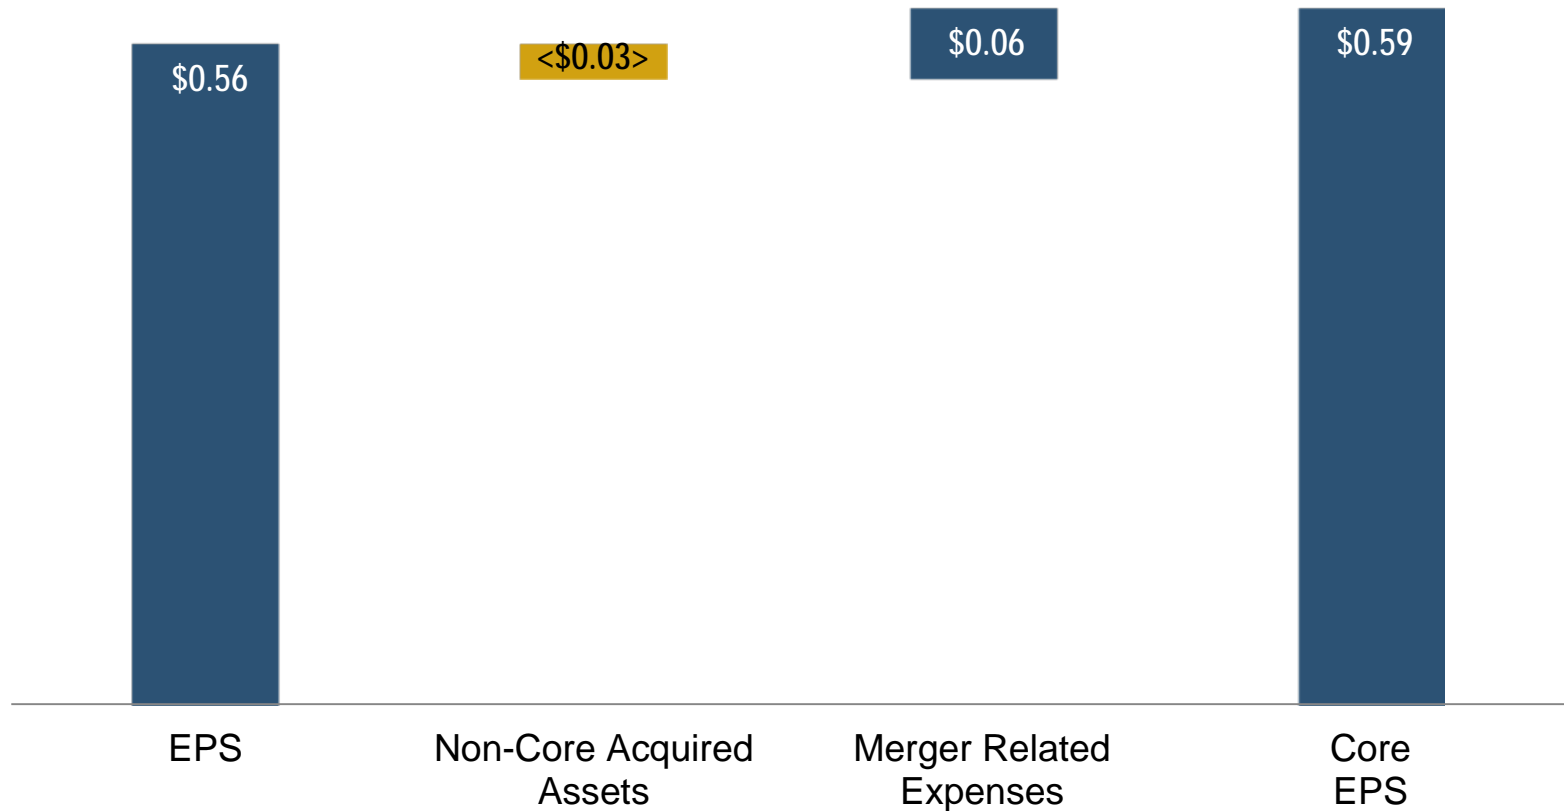 $0.56
<$0.03>
$0.06
$0.59
EPS
Non-Core Acquired
Assets
Merger Related
Expenses
Core
EPS